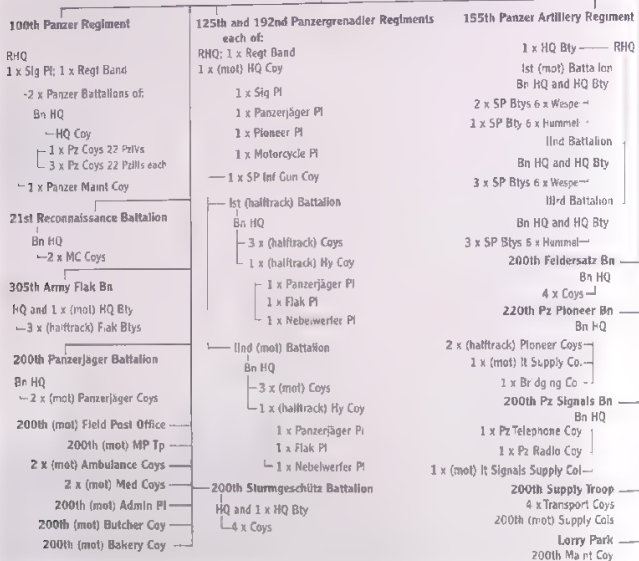 100th Panzer Regiment
RHQ
1 x Sig Pl; 1 x Regt Band
2 x Panzer Battalions of:
Bn HQ
HQ Coy
1 x Pz Coys 22 PzIVs
3 x Pz Coys 22 PzIIIs each
1 x Panzer Maint Coy
21st Reconnaissance Battalion
Bn HQ
2 x MC Coys
305th Army Flak Bn
HQ and 1 x (mot) HQ Bty
3 x (halftrack) Flak Btys
200th Panzerjäger Battalion
Bn HQ
2 x (mot) Panzerjäger Coys
200th (mot) Field Post Office
200th (mot) MP Tp
2 x (mot) Ambulance Coys
2 x (mot) Med Coys
200th (mot) Admin Pl
200th (mot) Butcher Coy
200th (mot) Bakery Coy
125th and 192nd Panzergrenadier Regiments
each of:
RHQ; 1 x Regt Band
1 x (mot) HQ Coy
1 x Sig Pl
1 x Panzerjäger Pl
1 x Pioneer Pl
1 x Motorcycle Pl
1 x SP Inf Gun Coy
Ist (halftrack) Battalion
Bn HQ
3 x (halftrack) Coys
1 x (halftrack) Hy Coy
1 x Panzerjäger Pl
1 x Flak Pl
1 x Nebelwerfer Pl
IInd (mot) Battalion
Bn HQ
3 x (mot) Coys
1 x (halftrack) Hy Coy
1 x Panzerjäger Pl
1 x Flak Pl
1 x Nebelwerfer Pl
200th Sturmgeschütz Battalion
HQ and 1 x HQ Bty
4 x Coys
155th Panzer Artillery Regiment
1 x HQ Bty RHQ
Ist (mot) Battalion
Bn HQ and HQ Bty
2 x SP Btys 6 x Wespe
1 x SP Bty 6 x Hummel
IInd Battalion
Bn HQ and HQ Bty
3 x SP Btys 6 x Wespe
IIIrd Battalion
Bn HQ and HQ Bty
3 x SP Btys 6 x Hummel
200th Feldersatz Bn
Bn HQ
4 x Coys
220th Pz Pioneer Bn
Bn HQ
2 x (halftrack) Pioneer Coys
1 x (mot) lt Supply Co.
1 x Bridging Co
200th Pz Signals Bn
Bn HQ
1 x Pz Telephone Coy
1 x Pz Radio Coy
1 x (mot) lt Signals Supply Col
200th Supply Troop
4 x Transport Coys
200th (mot) Supply Cols
Lorry Park
200th Maint Coy